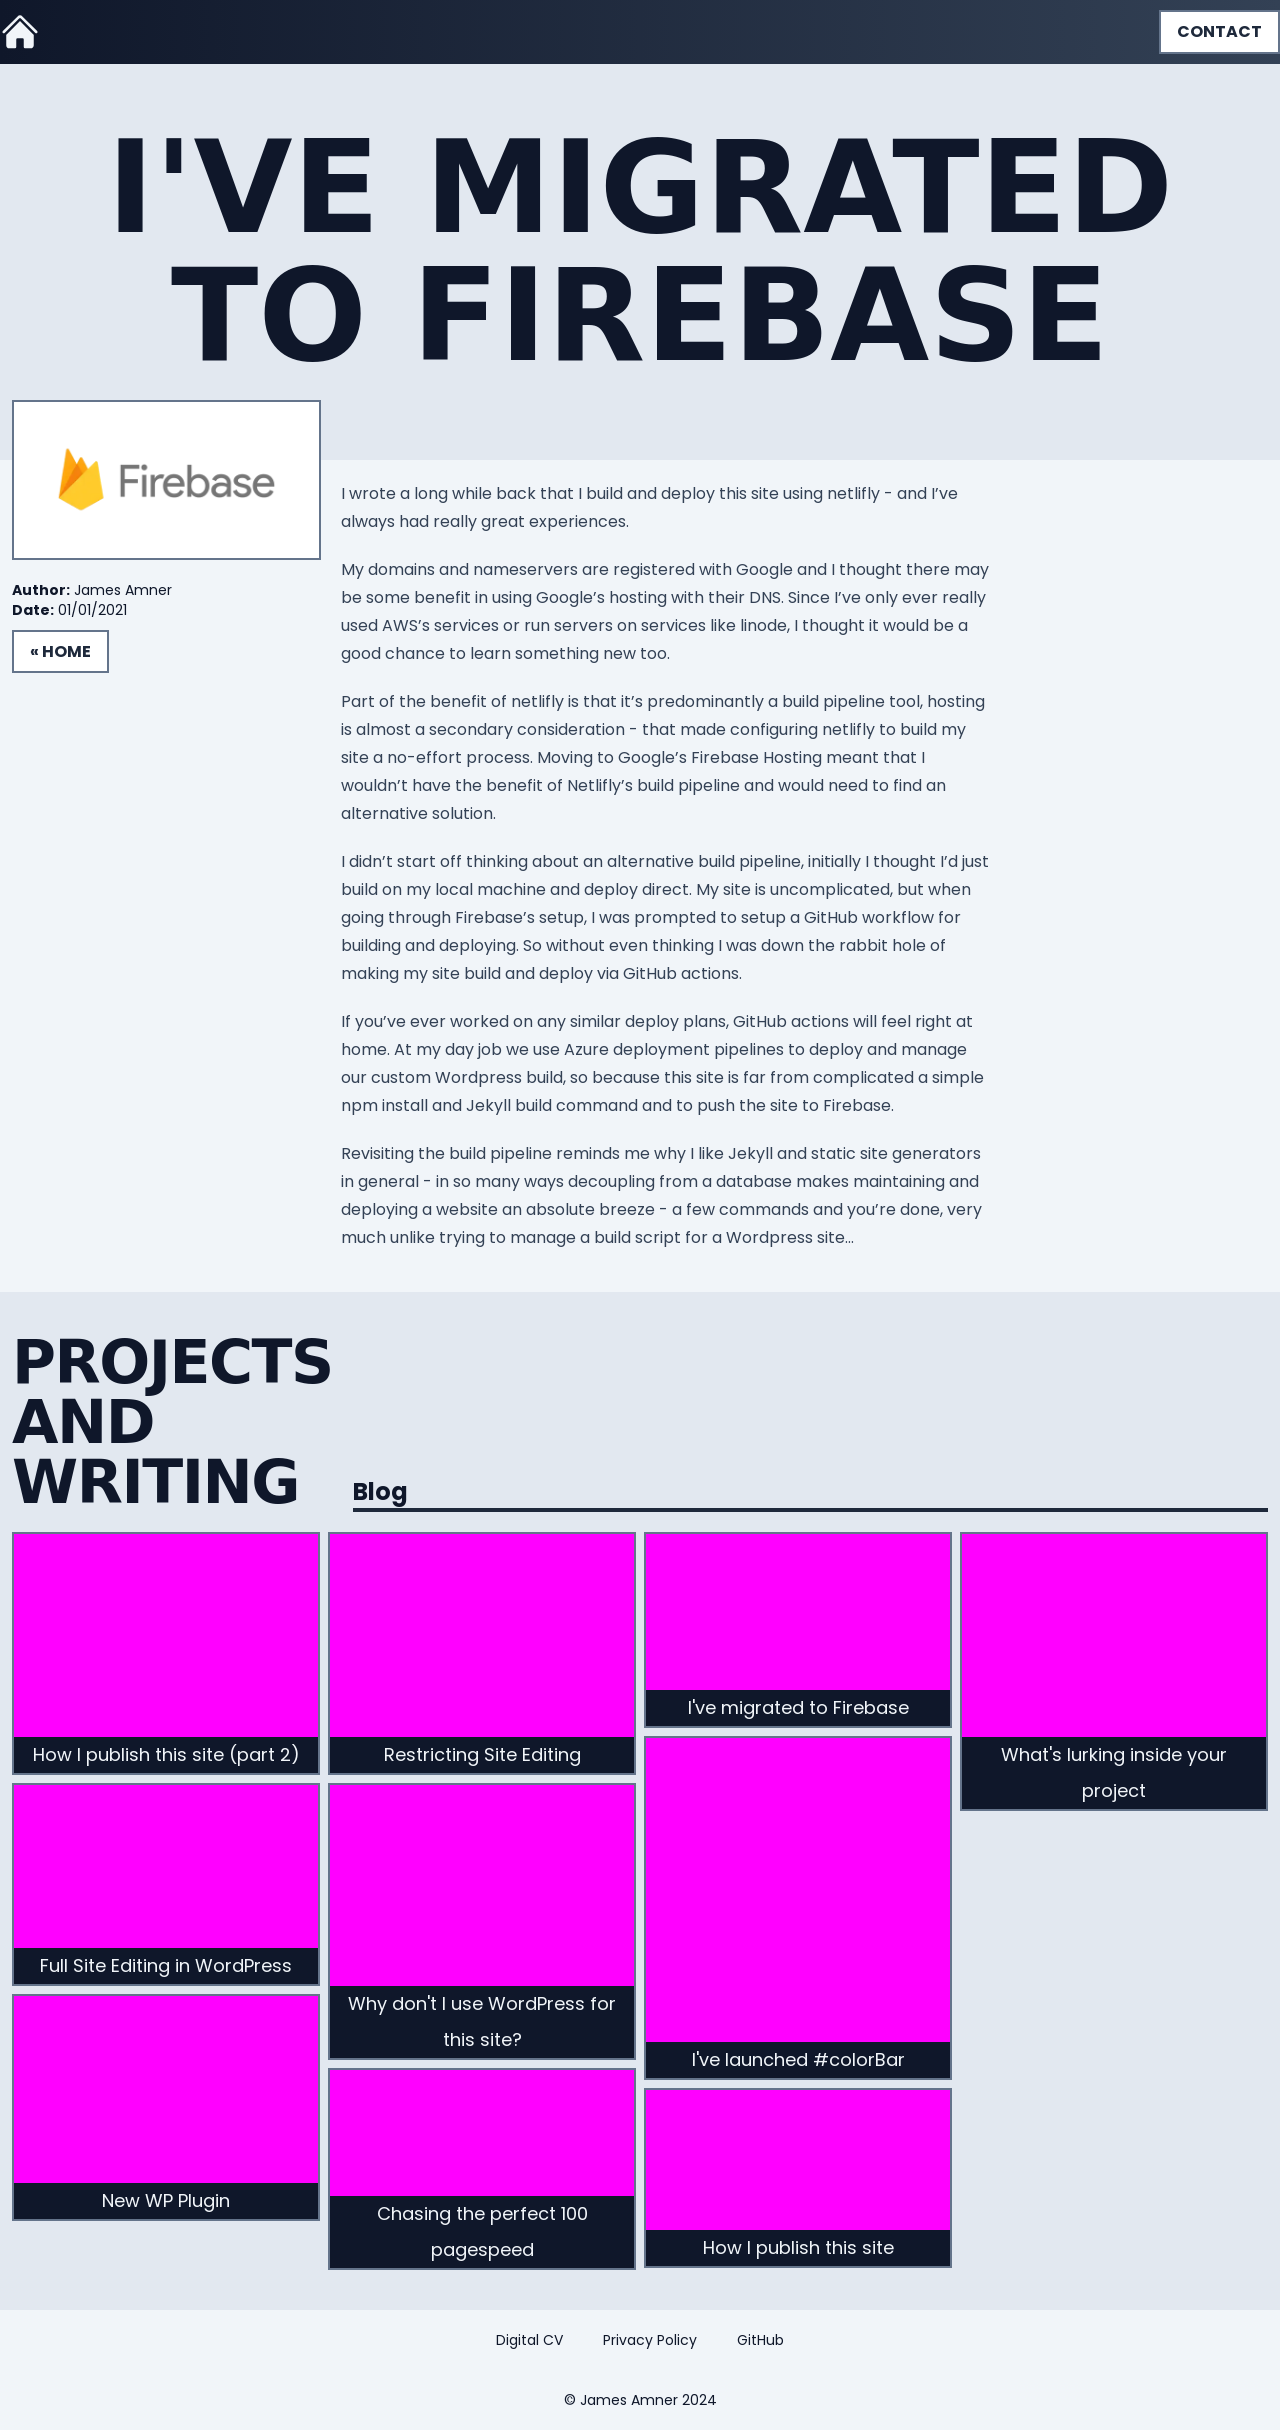 CONTACT
I'VE MIGRATED
TO FIREBASE
Firebase
Author: James Amner
Date: 01/01/2021
« HOME
I wrote a long while back that I build and deploy this site using netlifly - and I’ve
always had really great experiences.
My domains and nameservers are registered with Google and I thought there may
be some benefit in using Google’s hosting with their DNS. Since I’ve only ever really
used AWS’s services or run servers on services like linode, I thought it would be a
good chance to learn something new too.
Part of the benefit of netlifly is that it’s predominantly a build pipeline tool, hosting
is almost a secondary consideration - that made configuring netlifly to build my
site a no-effort process. Moving to Google’s Firebase Hosting meant that I
wouldn’t have the benefit of Netlifly’s build pipeline and would need to find an
alternative solution.
I didn’t start off thinking about an alternative build pipeline, initially I thought I’d just
build on my local machine and deploy direct. My site is uncomplicated, but when
going through Firebase’s setup, I was prompted to setup a GitHub workflow for
building and deploying. So without even thinking I was down the rabbit hole of
making my site build and deploy via GitHub actions.
If you’ve ever worked on any similar deploy plans, GitHub actions will feel right at
home. At my day job we use Azure deployment pipelines to deploy and manage
our custom Wordpress build, so because this site is far from complicated a simple
npm install and Jekyll build command and to push the site to Firebase.
Revisiting the build pipeline reminds me why I like Jekyll and static site generators
in general - in so many ways decoupling from a database makes maintaining and
deploying a website an absolute breeze - a few commands and you’re done, very
much unlike trying to manage a build script for a Wordpress site…
PROJECTS
AND
WRITING
Blog
How I publish this site (part 2)
Full Site Editing in WordPress
New WP Plugin
Restricting Site Editing
Why don't I use WordPress for
this site?
Chasing the perfect 100
pagespeed
I've migrated to Firebase
I've launched #colorBar
How I publish this site
What's lurking inside your
project
Digital CV
Privacy Policy
GitHub
© James Amner 2024